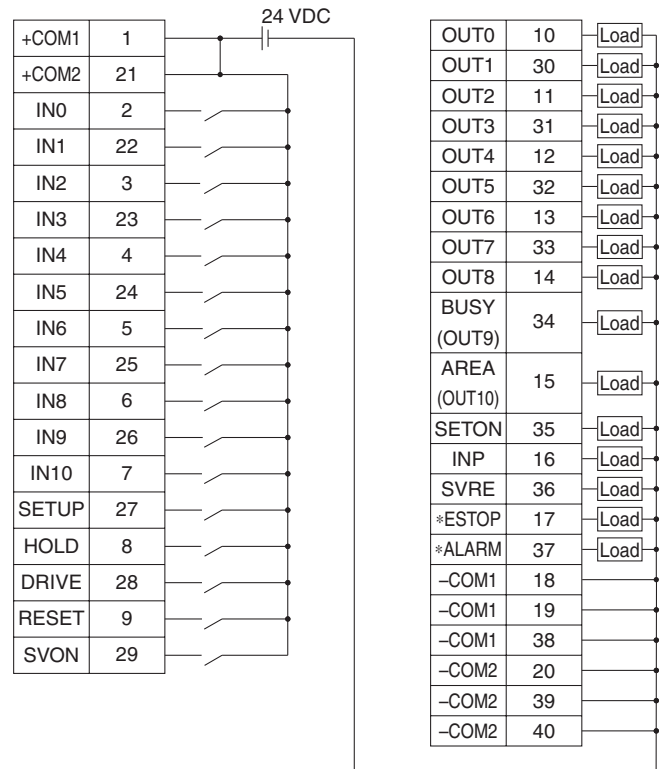 24 VDC
+COM1 1
+COM2 21
IN0 2
IN1 22
IN2 3
IN3 23
IN4 4
IN5 24
IN6 5
IN7 25
IN8 6
IN9 26
IN10 7
SETUP 27
HOLD 8
DRIVE 28
RESET 9
SVON 29
OUT0 10 Load
OUT1 30 Load
OUT2 11 Load
OUT3 31 Load
OUT4 12 Load
OUT5 32 Load
OUT6 13 Load
OUT7 33 Load
OUT8 14 Load
BUSY
(OUT9) 34 Load
AREA
(OUT10) 15 Load
SETON 35 Load
INP 16 Load
SVRE 36 Load
*ESTOP 17 Load
*ALARM 37 Load
–COM1 18
–COM1 19
–COM1 38
–COM2 20
–COM2 39
–COM2 40